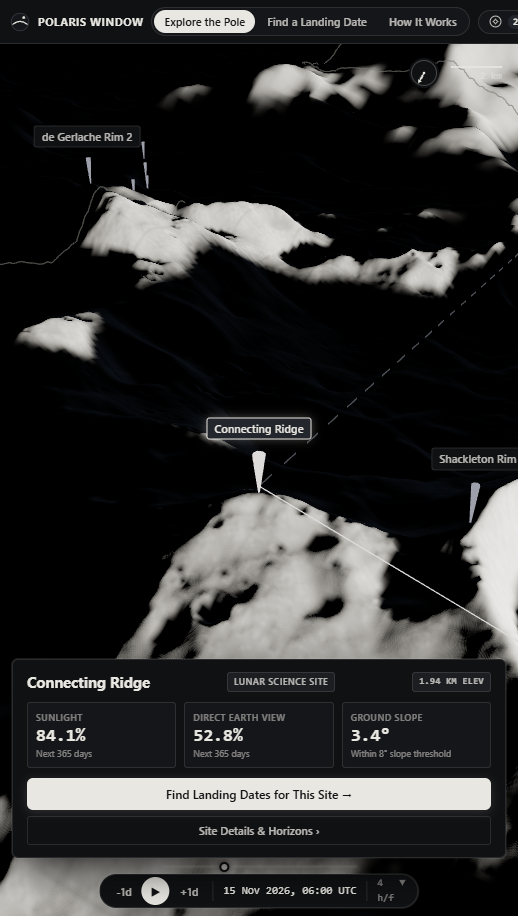 POLARIS WINDOW
Explore the Pole
Find a Landing Date
How It Works
2
de Gerlache Rim 2
Connecting Ridge
Shackleton Rim
Connecting Ridge
LUNAR SCIENCE SITE
1.94 KM ELEV
SUNLIGHT
DIRECT EARTH VIEW
GROUND SLOPE
84.1%
52.8%
3.4°
Next 365 days
Next 365 days
Within 8° slope threshold
Find Landing Dates for This Site →
Site Details & Horizons ›
-1d
+1d
15 Nov 2026, 06:00 UTC
4
h/f